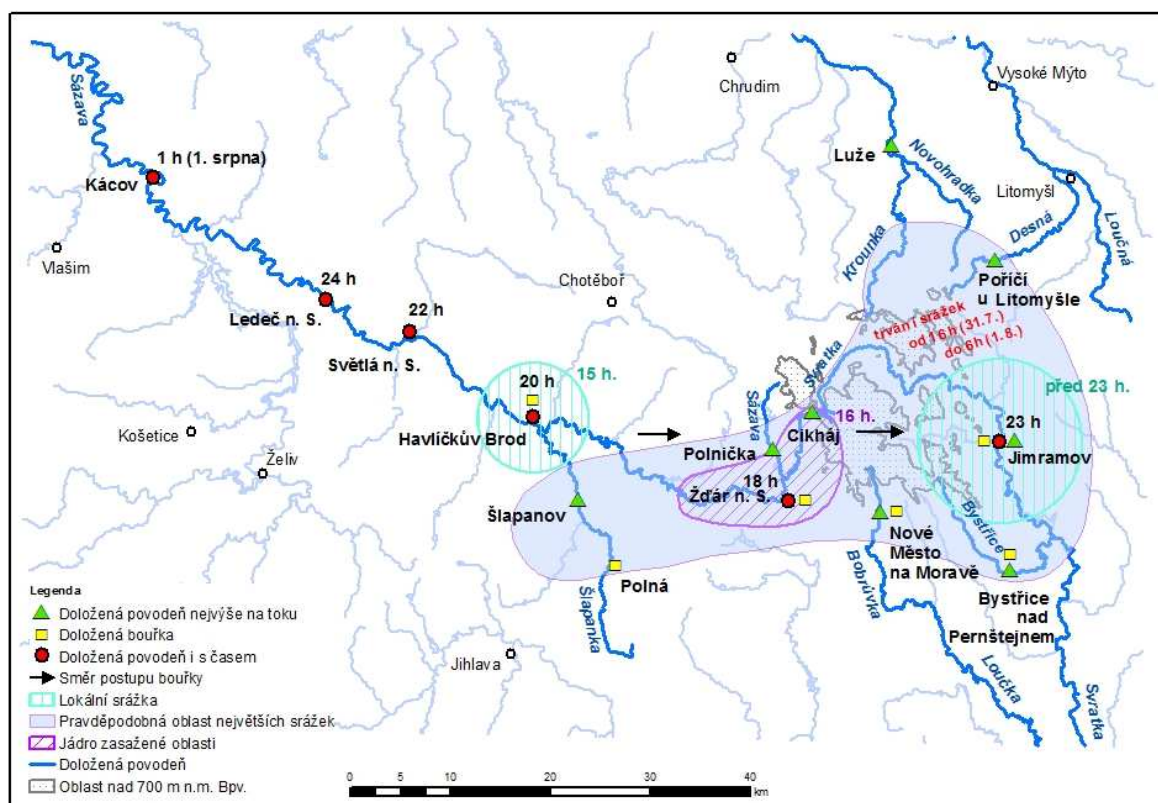 Chrudim
Vysoké Mýto
Sázava
1 h (1. srpna)
Luže
Novohradka
Kácov
Litomyšl
Desná
Loučná
Vlašim
Krounka
24 h
Chotěboř
Poříčí
u Litomyšle
22 h
Ledeč n. S.
trvání srážek
od 16h (31.7.)
do 6h (1.8.)
Světlá n. S.
Svratka
15 h.
20 h
před 23 h.
Sázava
16 h.
23 h
Košetice
Havlíčkův Brod
Cikháj
Polnička
Jimramov
Želiv
18 h
Žďár n. S.
Šlapanov
Bystřice
Nové
Město
na Moravě
Polná
Bobrůvka
Bystřice
nad
Pernštejnem
Šlapanka
Jihlava
Loučka
Svratka
Legenda
Doložená povodeň nejvýše na toku
Doložená bouřka
Doložená povodeň i s časem
Směr postupu bouřky
Lokální srážka
Pravděpodobná oblast největších srážek
Jádro zasažené oblasti
Doložená povodeň
Oblast nad 700 m n.m. Bpv.
0 5 10 20 30 40
km